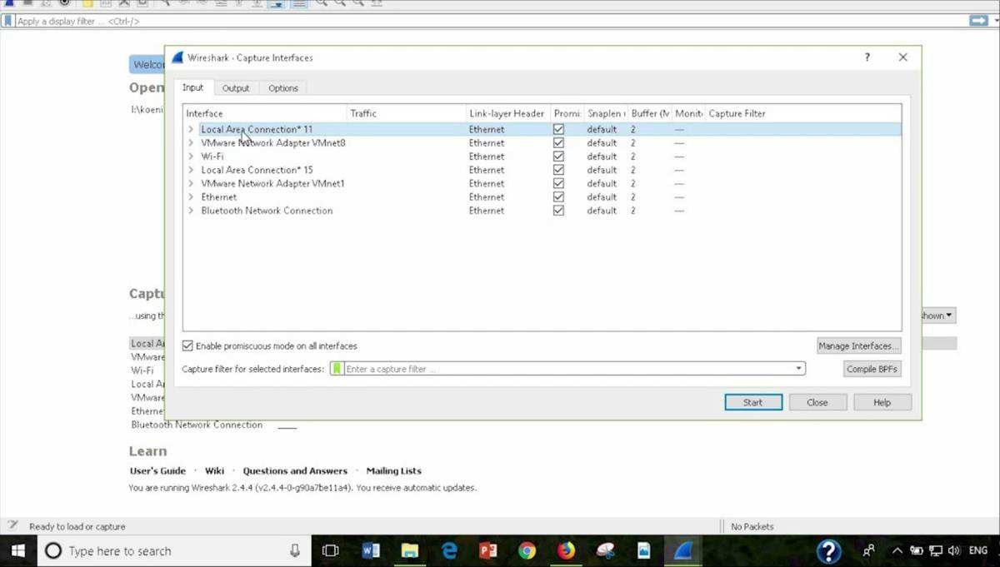 Apply a display filter ... <Ctrl-/>
Welco
Open
I:\koeni
Wireshark - Capture Interfaces
?
Input Output Options
Interface Traffic Link-layer Header Promi: Snaplen Buffer (M Monit Capture Filter
Local Area Connection* 11 Ethernet default 2 —
VMware Network Adapter VMnet8 Ethernet default 2 —
Wi-Fi Ethernet default 2 —
Local Area Connection* 15 Ethernet default 2 —
VMware Network Adapter VMnet1 Ethernet default 2 —
Ethernet Ethernet default 2 —
Bluetooth Network Connection Ethernet default 2 —
Enable promiscuous mode on all interfaces Manage Interfaces...
Capture filter for selected interfaces: Enter a capture filter ... Compile BPFs
Start Close Help
Captu
...using th hown
Local A
VMware
Wi-Fi
Local A
VMware
Etherne
Bluetooth Network Connection
Learn
User's Guide · Wiki · Questions and Answers · Mailing Lists
You are running Wireshark 2.4.4 (v2.4.4-0-g90a7be11a4). You receive automatic updates.
Ready to load or capture No Packets
Type here to search ENG